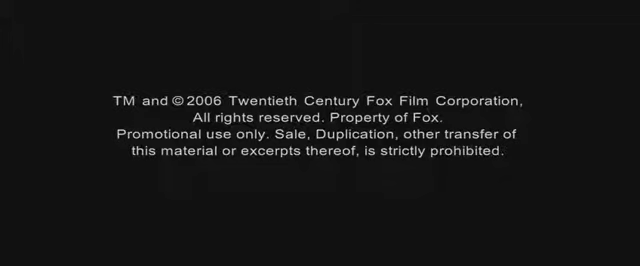 TM and © 2006 Twentieth Century Fox Film Corporation,
All rights reserved. Property of Fox.
Promotional use only. Sale, Duplication, other transfer of
this material or excerpts thereof, is strictly prohibited.